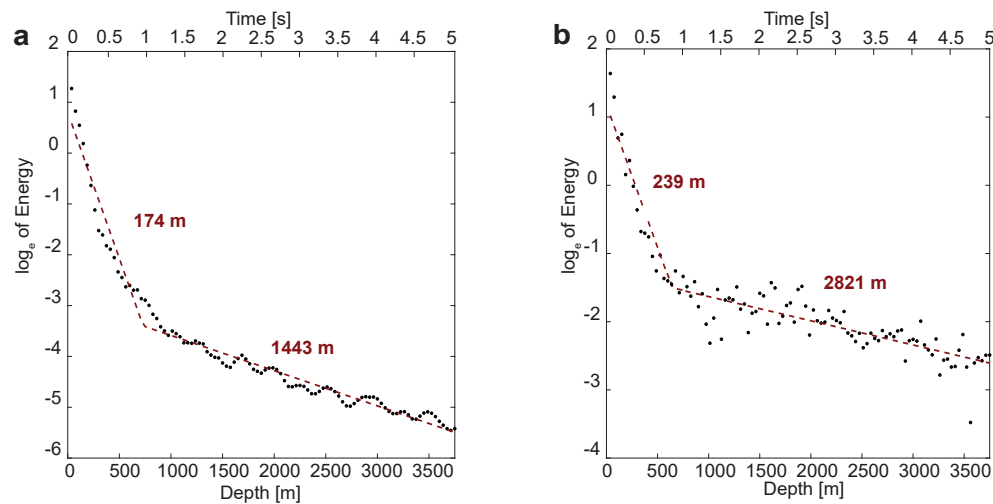 a
Time [s]
0 0.5 1 1.5 2 2.5 3 3.5 4 4.5 5
2
1
0
-1
-2
-3
-4
-5
-6
logₑ of Energy
174 m
1443 m
0 500 1000 1500 2000 2500 3000 3500
Depth [m]
b
Time [s]
0 0.5 1 1.5 2 2.5 3 3.5 4 4.5 5
2
1
0
-1
-2
-3
-4
logₑ of Energy
239 m
2821 m
0 500 1000 1500 2000 2500 3000 3500
Depth [m]